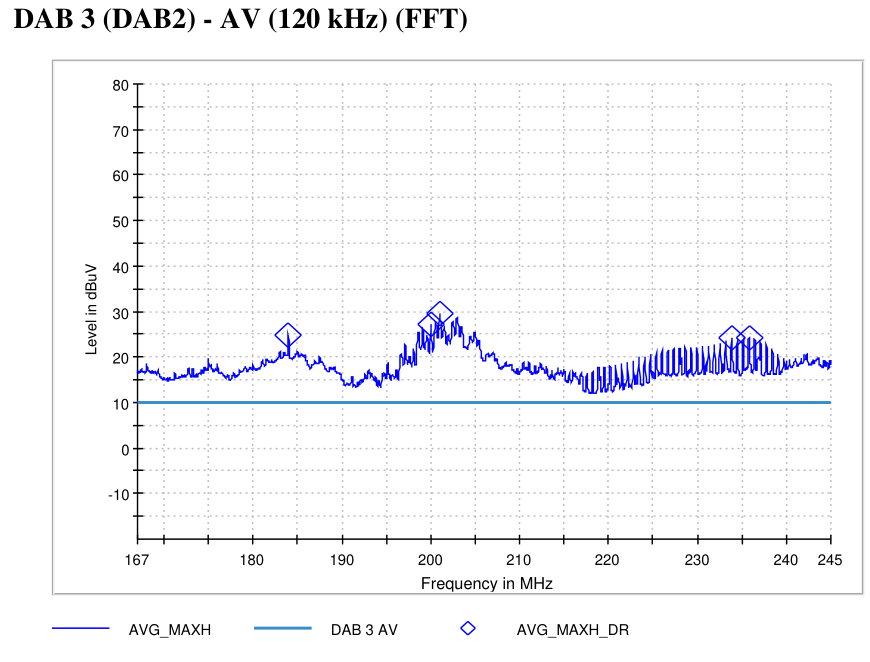 DAB 3 (DAB2) - AV (120 kHz) (FFT)
80
70
60
50
40
30
20
10
0
-10
Level in dBuV
167 180 190 200 210 220 230 240 245
Frequency in MHz
AVG_MAXH DAB 3 AV AVG_MAXH_DR